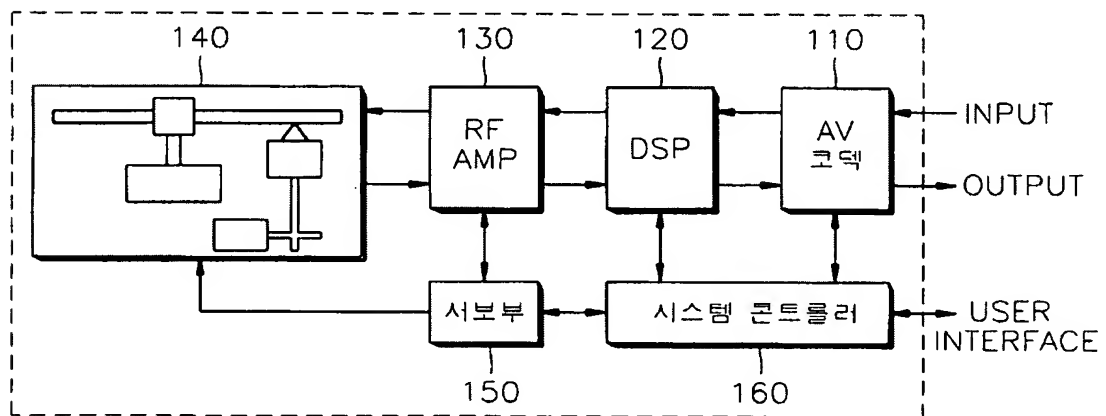 140
130
120
110
RF
AMP
DSP
AV
코덱
INPUT
OUTPUT
서보부
시스템 콘트롤러
USER
INTERFACE
150
160